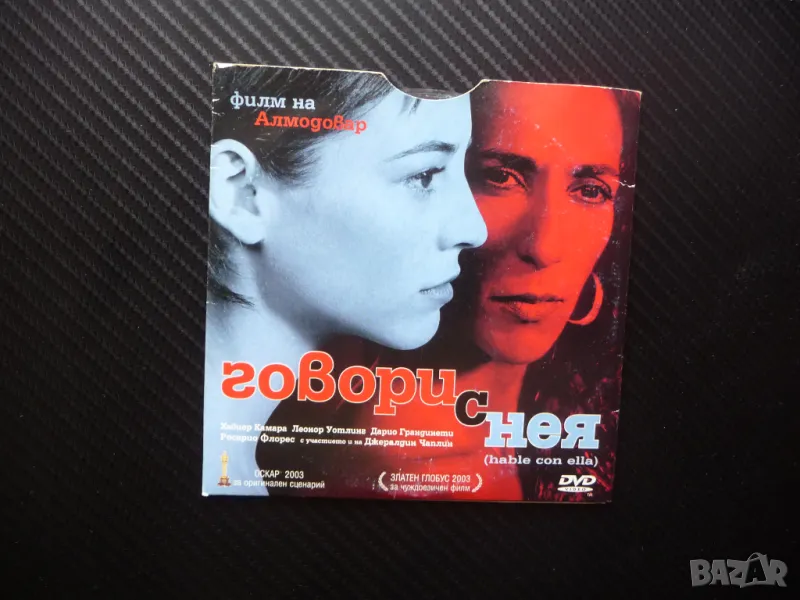 филм на
Алмодовар
говори
с
нея
(hable con ella)
Хавиер Камара Леонор Уотлинг Дарио Грандинети
Росарио Флорес с участието и на Джералдин Чаплин
ОСКАР 2003
за оригинален сценарий
ЗЛАТЕН ГЛОБУС 2003
за чуждоезичен филм
DVD
VIDEO
BAZAR